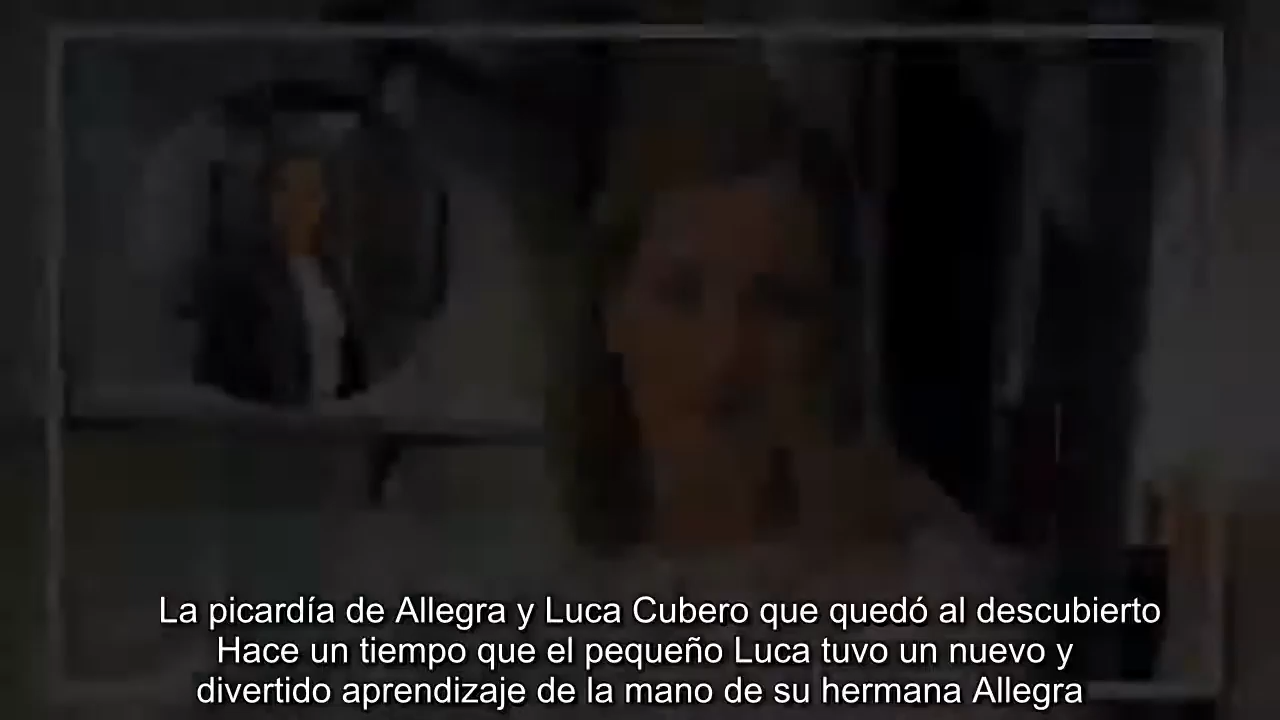 La picardía de Allegra y Luca Cubero que quedó al descubierto
Hace un tiempo que el pequeño Luca tuvo un nuevo y
divertido aprendizaje de la mano de su hermana Allegra